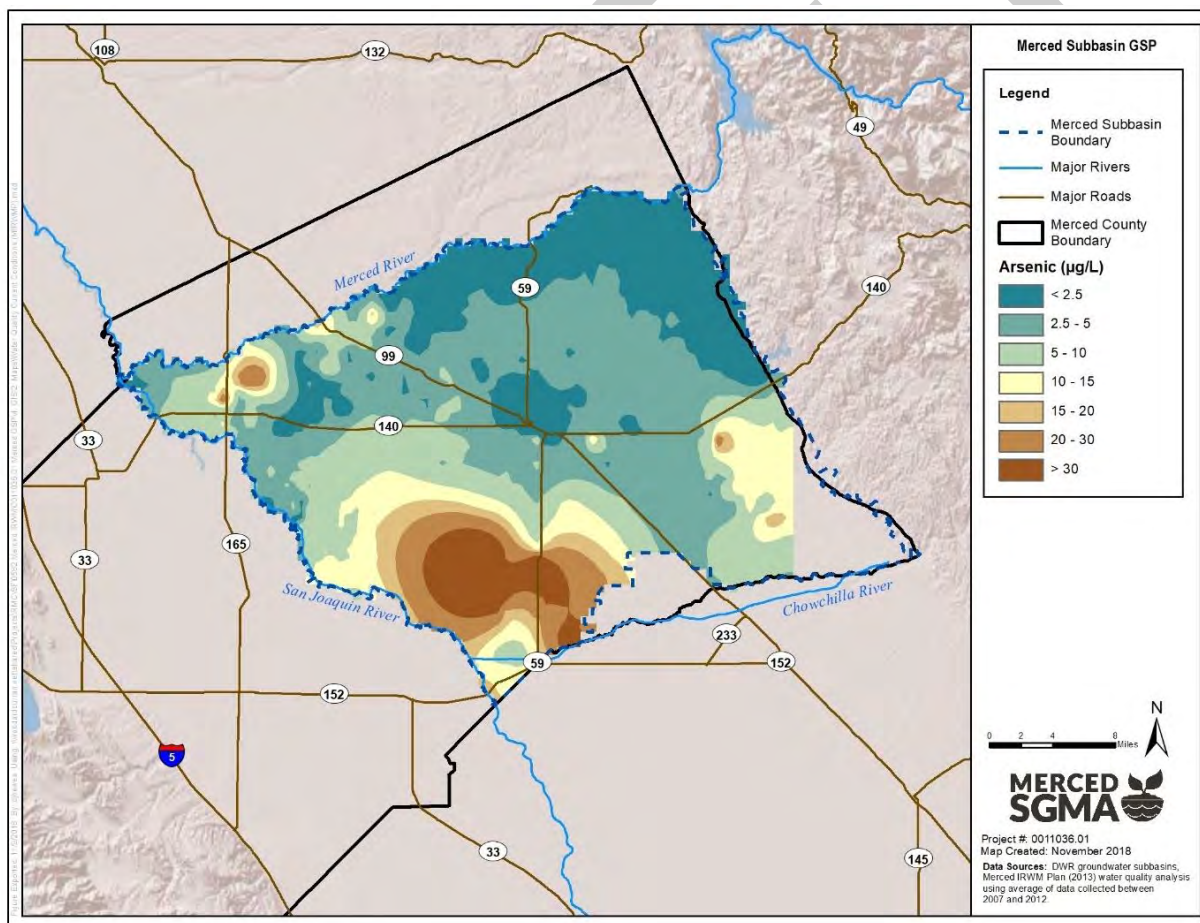 108
132
49
Merced River
59
140
99
140
33
33
165
San Joaquin River
Chowchilla River
233
59
152
152
5
33
145
Merced Subbasin GSP
Legend
Merced Subbasin
Boundary
Major Rivers
Major Roads
Merced County
Boundary
Arsenic (µg/L)
< 2.5
2.5 - 5
5 - 10
10 - 15
15 - 20
20 - 30
> 30
N
0 2 4 8
Miles
MERCED
SGMA
Project #: 0011036.01
Map Created: November 2018
Data Sources: DWR groundwater subbasins,
Merced IRWM Plan (2013) water quality analysis
using average of data collected between
2007 and 2012.